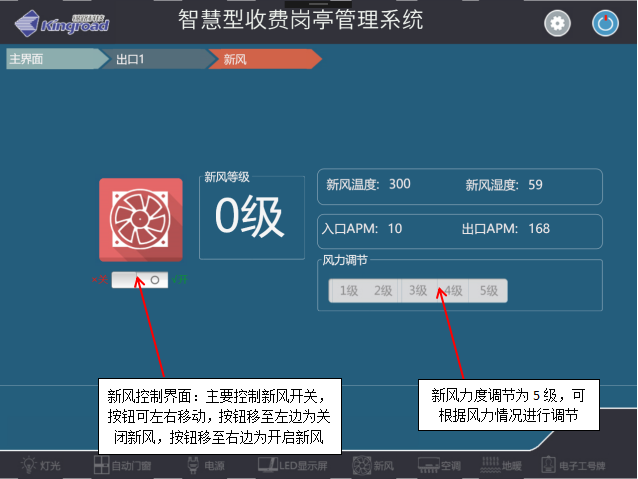 智慧型收费岗亭管理系统
Kingroad
主界面
出口1
新风
新风等级
0级
新风温度: 300
新风湿度: 59
入口APM: 10
出口APM: 168
风力调节
1级 2级 3级 4级 5级
×关
√开
新风控制界面：主要控制新风开关，
按钮可左右移动，按钮移至左边为关
闭新风，按钮移至右边为开启新风
新风力度调节为 5 级，可
根据风力情况进行调节
灯光
自动门窗
电源
LED显示屏
新风
空调
地暖
电子工号牌